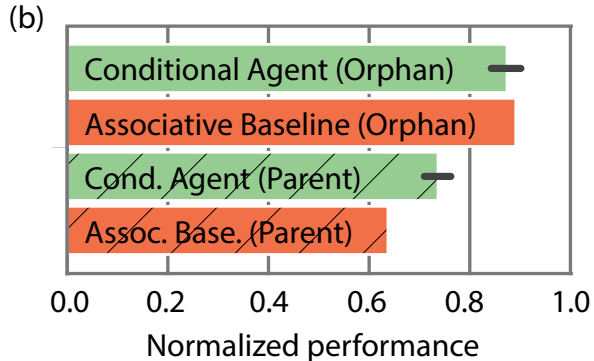 (b)
Conditional Agent (Orphan)
Associative Baseline (Orphan)
Cond. Agent (Parent)
Assoc. Base. (Parent)
0.0 0.2 0.4 0.6 0.8 1.0
Normalized performance